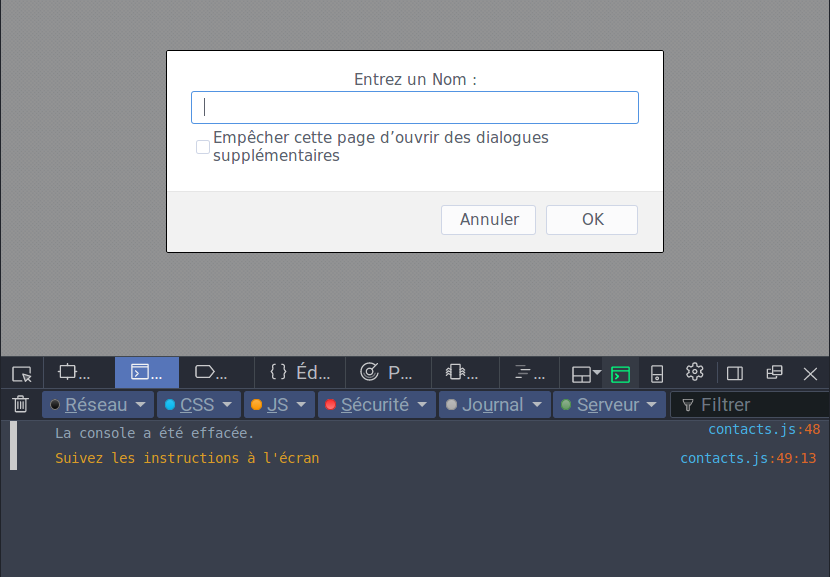 Entrez un Nom :
Empêcher cette page d’ouvrir des dialogues
supplémentaires
Annuler OK
... ... ... { } Éd... P... ... ...
Réseau CSS JS Sécurité Journal Serveur Filtrer
La console a été effacée. contacts.js:48
Suivez les instructions à l'écran contacts.js:49:13